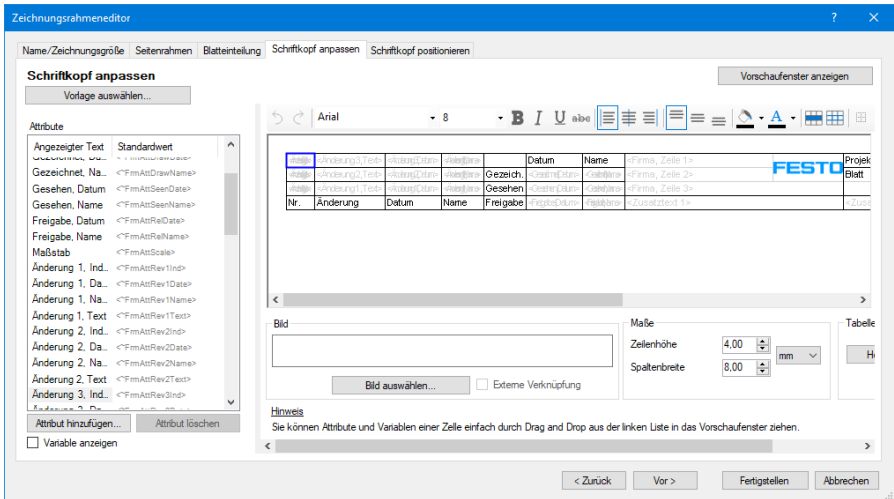 Zeichnungsrahmeneditor
Name/Zeichnungsgröße Seitenrahmen Blatteinteilung Schriftkopf anpassen Schriftkopf positionieren
Schriftkopf anpassen
Vorschaufenster anzeigen
Vorlage auswählen...
Arial 8
Attribute
Angezeigter Text Standardwert
Gezeichnet, Na... <^FrmAttDrawName>
Gesehen, Datum <^FrmAttSeenDate>
Gesehen, Name <^FrmAttSeenName>
Freigabe, Datum <^FrmAttRelDate>
Freigabe, Name <^FrmAttRelName>
Maßstab <^FrmAttScale>
Änderung 1, Ind... <^FrmAttRev1Ind>
Änderung 1, Da... <^FrmAttRev1Date>
Änderung 1, Na... <^FrmAttRev1Name>
Änderung 1, Text <^FrmAttRev1Text>
Änderung 2, Ind... <^FrmAttRev2Ind>
Änderung 2, Da... <^FrmAttRev2Date>
Änderung 2, Na... <^FrmAttRev2Name>
Änderung 2, Text <^FrmAttRev2Text>
Änderung 3, Ind... <^FrmAttRev3Ind>
Attribut hinzufügen... Attribut löschen
Variable anzeigen
<Änderung3,Text> Datum Name <Firma, Zeile 1> FESTO Projek
<Änderung2,Text> Gezeich. <Firma, Zeile 2> Blatt
<Änderung1,Text> Gesehen <Firma, Zeile 3>
Nr. Änderung Datum Name Freigabe <Zusatztext 1> <Zusa
Bild
Bild auswählen... Externe Verknüpfung
Maße
Zeilenhöhe 4,00
Spaltenbreite 8,00
mm
Tabelle
Hinweis
Sie können Attribute und Variablen einer Zelle einfach durch Drag and Drop aus der linken Liste in das Vorschaufenster ziehen.
< Zurück Vor > Fertigstellen Abbrechen